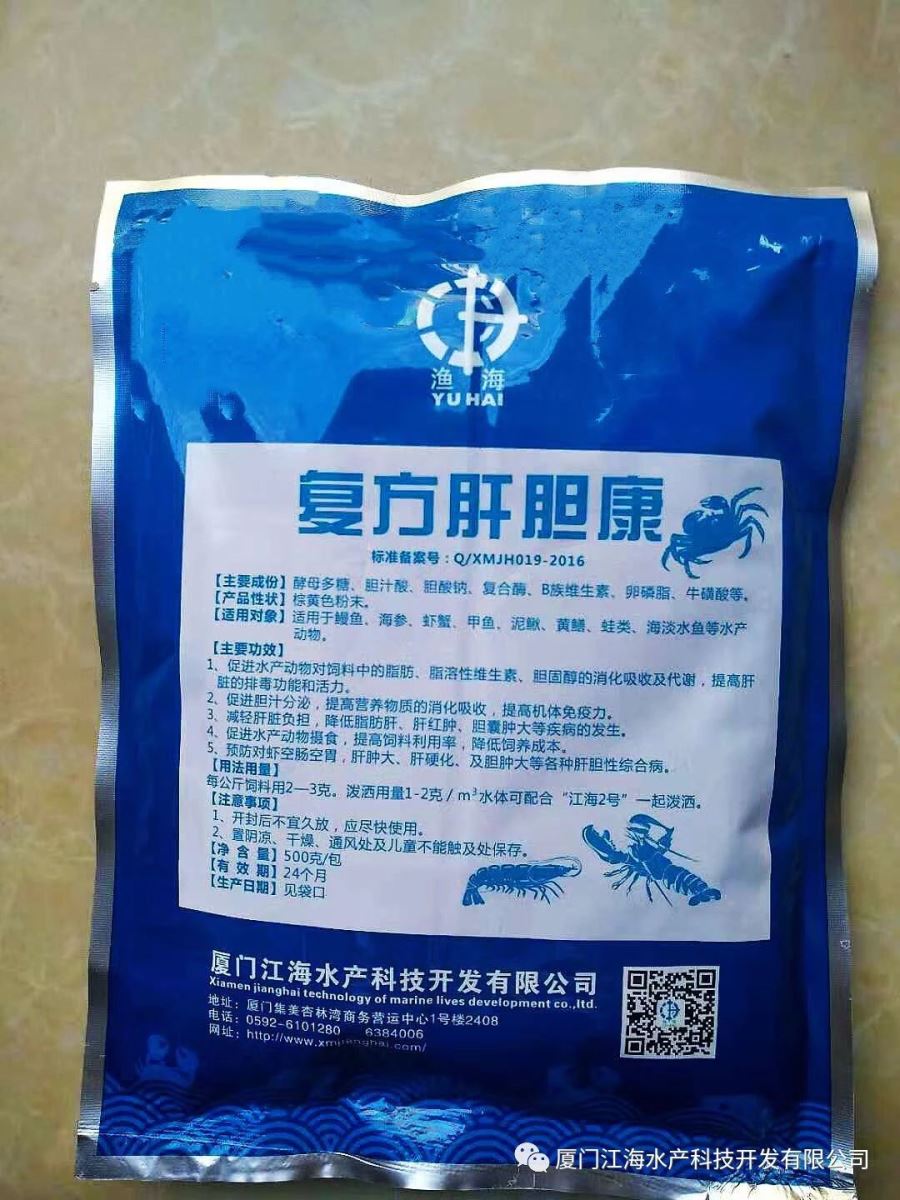 渔海
YU HAI
复方肝胆康
标准备案号：Q/XMJH019-2016
【主要成份】酵母多糖、胆汁酸、胆酸钠、复合酶、B族维生素、卵磷脂、牛磺酸等。
【产品性状】棕黄色粉末。
【适用对象】适用于鳗鱼、海参、虾蟹、甲鱼、泥鳅、黄鳝、蛙类、海淡水鱼等水产
动物。
【主要功效】
1、促进水产动物对饲料中的脂肪、脂溶性维生素、胆固醇的消化吸收及代谢，提高肝
脏的排毒功能和活力。
2、促进胆汁分泌，提高营养物质的消化吸收，提高机体免疫力。
3、减轻肝脏负担，降低脂肪肝、肝红肿、胆囊肿大等疾病的发生。
4、促进水产动物摄食，提高饲料利用率，降低饲养成本。
5、预防对虾空肠空胃，肝肿大、肝硬化、及胆肿大等各种肝胆性综合病。
【用法用量】
每公斤饲料用2—3克。泼洒用量1-2克/m³水体可配合“江海2号”一起泼洒。
【注意事项】
1、开封后不宜久放，应尽快使用。
2、置阴凉、干燥、通风处及儿童不能触及处保存。
【净 含 量】500克/包
【有 效 期】24个月
【生产日期】见袋口
厦门江海水产科技开发有限公司
Xiamen jianghai technology of marine lives development co.,ltd.
地址：厦门集美杏林湾商务营运中心1号楼2408
电话：0592-6101280 6384006
网址：http://www.xmjianghai.com/
厦门江海水产科技开发有限公司